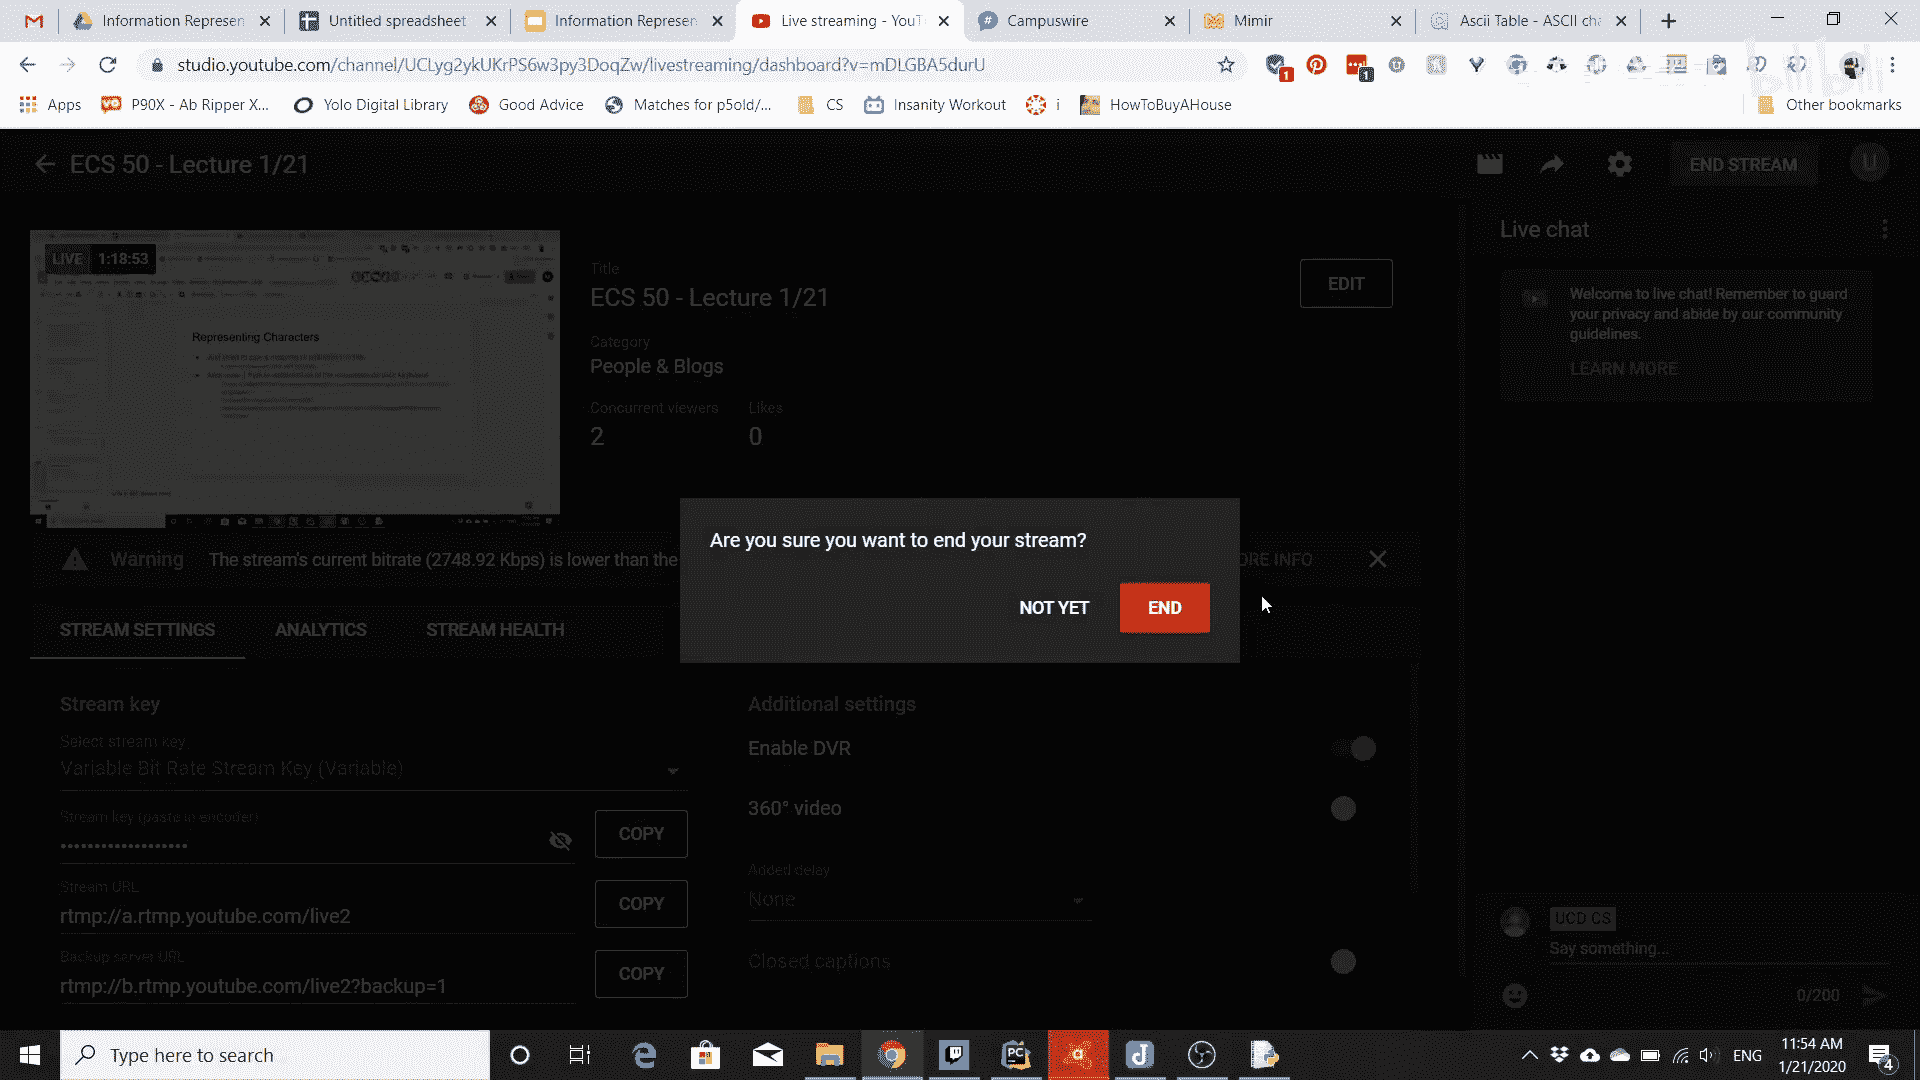 Information Represen
Untitled spreadsheet
Information Represen
Live streaming - YouT
Campuswire
Mimir
Ascii Table - ASCII cha
studio.youtube.com/channel/UCLyg2ykUKrPS6w3py3DoqZw/livestreaming/dashboard?v=mDLGBA5durU
Apps
P90X - Ab Ripper X...
Yolo Digital Library
Good Advice
Matches for p5old/...
CS
Insanity Workout
i
HowToBuyAHouse
Other bookmarks
bilibili
ECS 50 - Lecture 1/21
END STREAM
U
LIVE 1:18:53
Representing Characters
Title
ECS 50 - Lecture 1/21
EDIT
Category
People & Blogs
Concurrent viewers
Likes
2
0
Live chat
Welcome to live chat! Remember to guard
your privacy and abide by our community
guidelines.
LEARN MORE
Warning
The stream's current bitrate (2748.92 Kbps) is lower than the
ORE INFO
Are you sure you want to end your stream?
NOT YET
END
STREAM SETTINGS
ANALYTICS
STREAM HEALTH
Stream key
Select stream key
Variable Bit Rate Stream Key (Variable)
Stream key (paste in encoder)
•••••••••••••••••••
COPY
Stream URL
rtmp://a.rtmp.youtube.com/live2
COPY
Backup server URL
rtmp://b.rtmp.youtube.com/live2?backup=1
COPY
Additional settings
Enable DVR
360° video
Added delay
None
Closed captions
UCD CS
Say something...
0/200
Type here to search
ENG
11:54 AM
1/21/2020
4